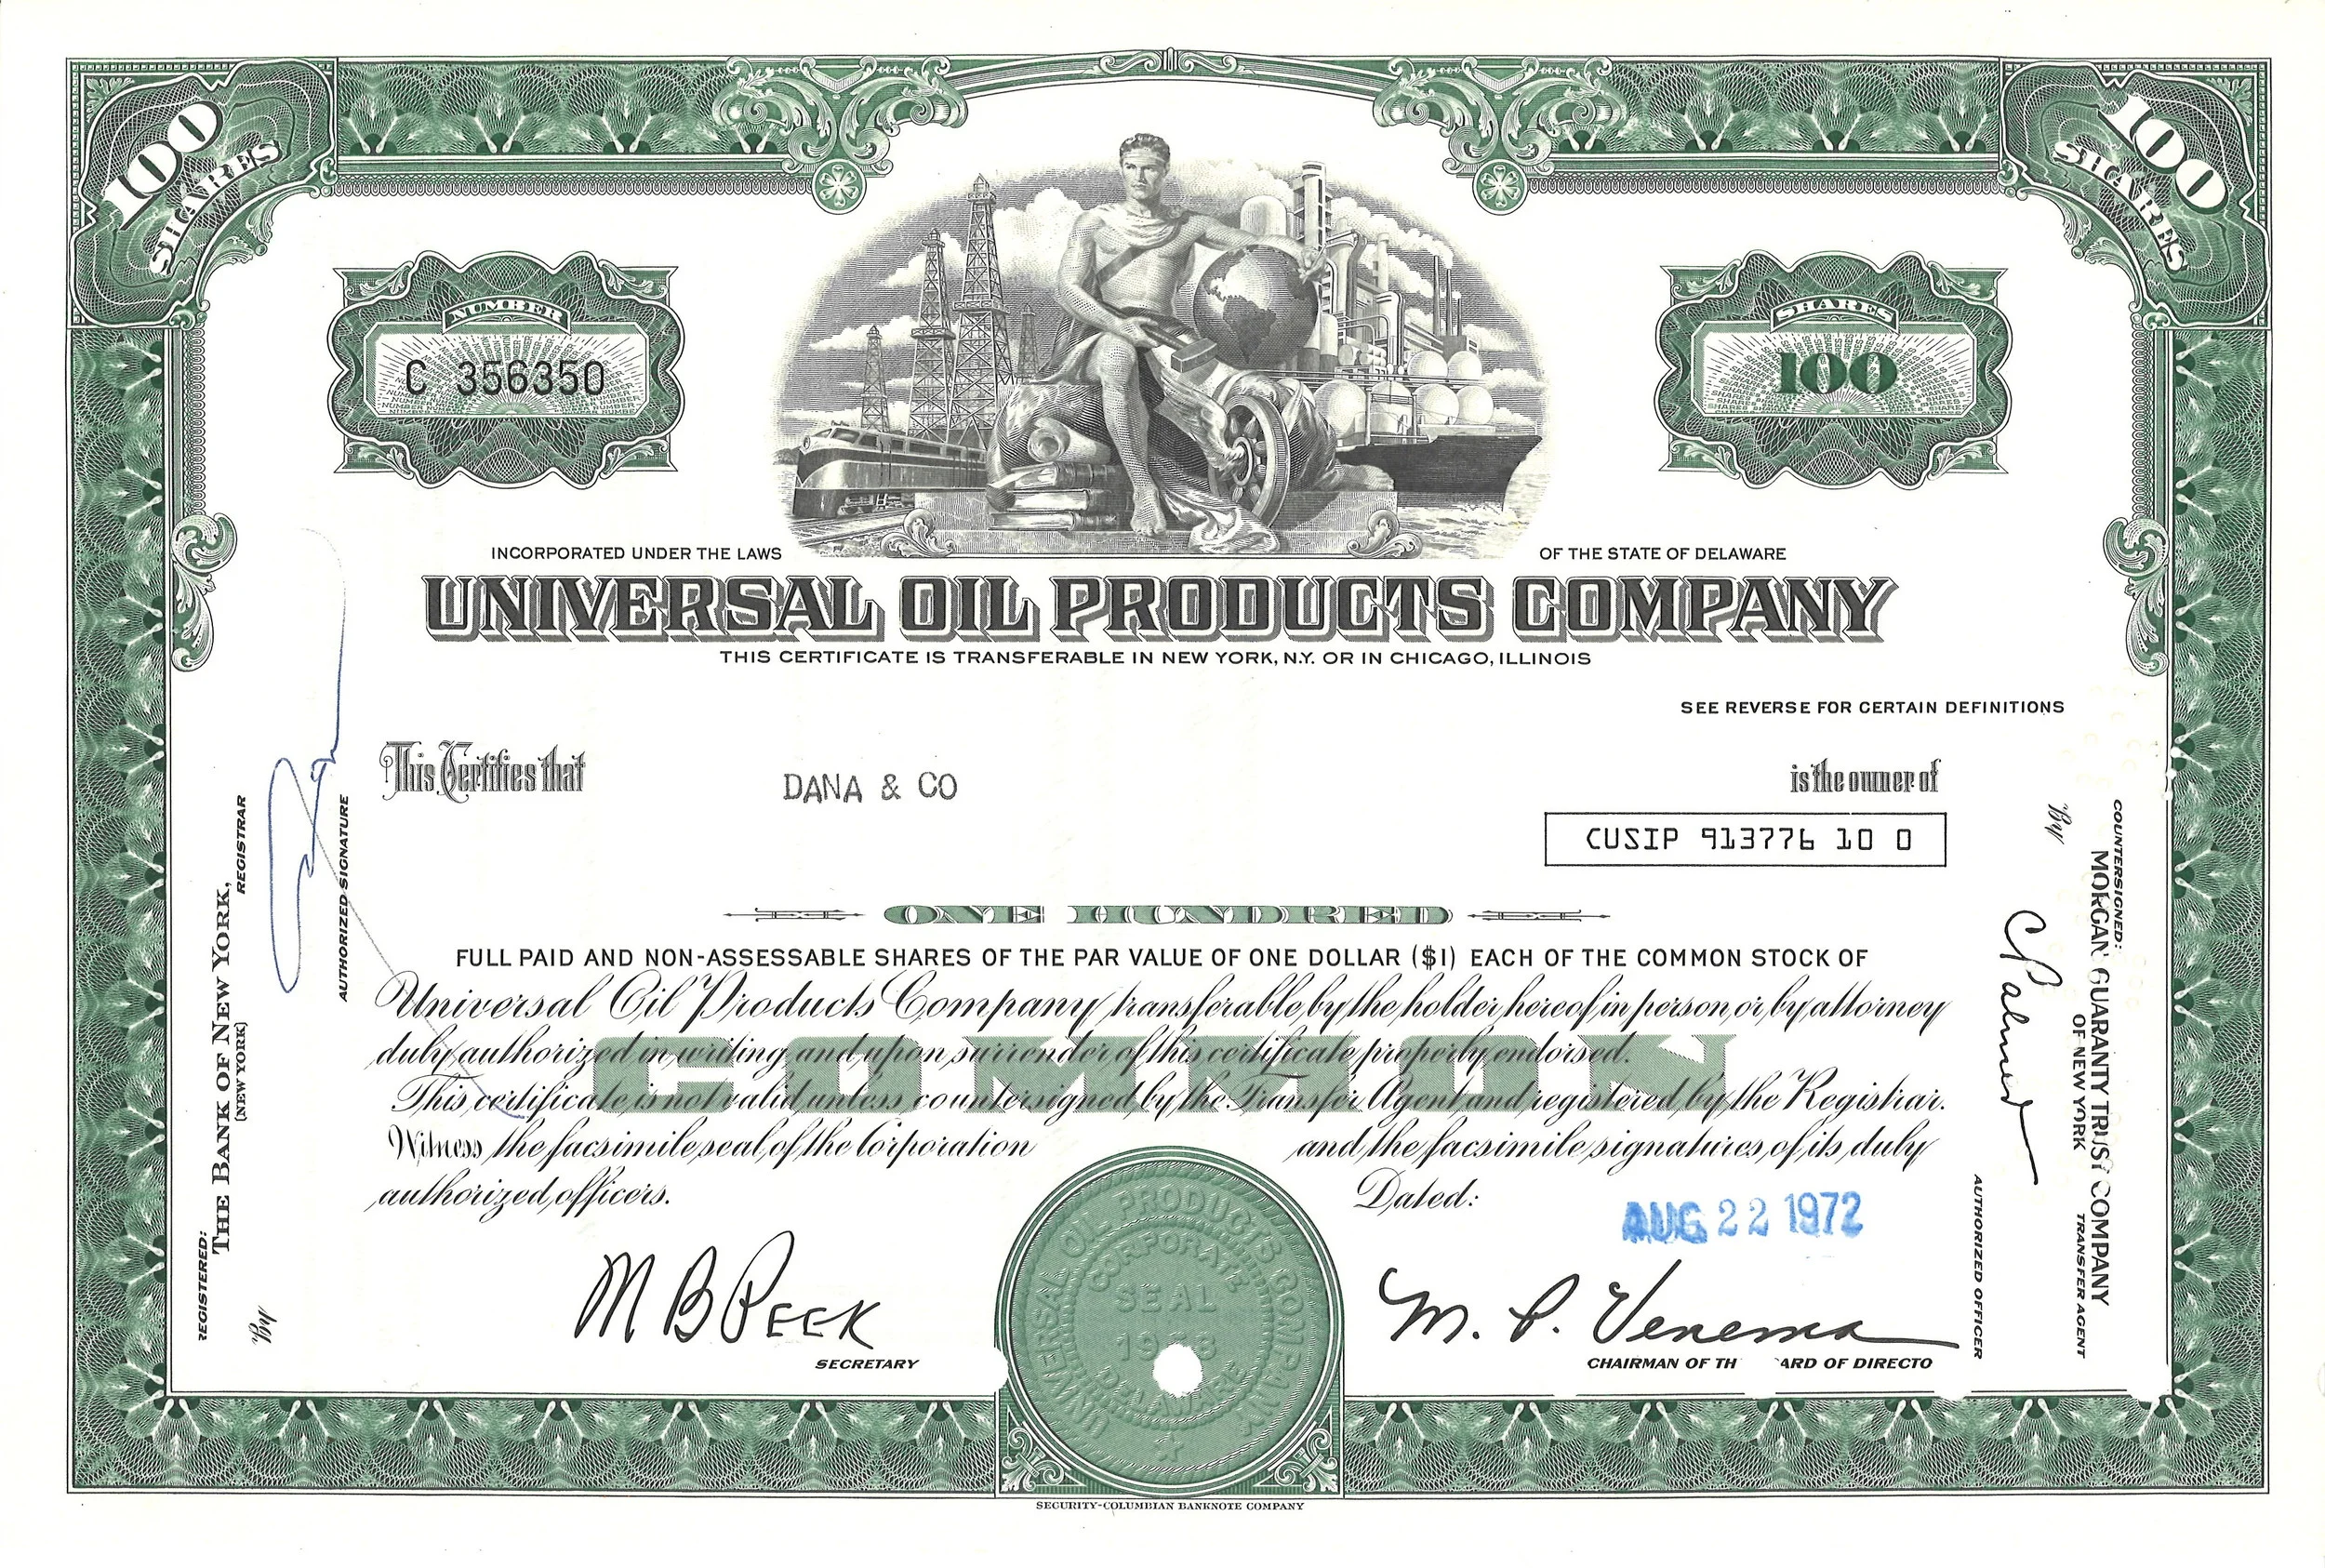 100 SHARES
100 SHARES
NUMBER
C 356350
SHARES
100
INCORPORATED UNDER THE LAWS
OF THE STATE OF DELAWARE
UNIVERSAL OIL PRODUCTS COMPANY
THIS CERTIFICATE IS TRANSFERABLE IN NEW YORK, N.Y. OR IN CHICAGO, ILLINOIS
SEE REVERSE FOR CERTAIN DEFINITIONS
This Certifies that
DANA & CO
is the owner of
CUSIP 913776 10 0
ONE HUNDRED
FULL PAID AND NON-ASSESSABLE SHARES OF THE PAR VALUE OF ONE DOLLAR ($1) EACH OF THE COMMON STOCK OF
Universal Oil Products Company transferable by the holder hereof in person or by attorney
duly authorized in writing and upon surrender of this certificate properly endorsed.
COMMON
This certificate is not valid unless countersigned by the Transfer Agent and registered by the Registrar.
Witness the facsimile seal of the Corporation and the facsimile signatures of its duly
authorized officers.
Dated:
AUG 22 1972
M B Peek
SECRETARY
UNIVERSAL OIL PRODUCTS COMPANY
CORPORATE
SEAL
DELAWARE
M. P. Venema
CHAIRMAN OF TH ARD OF DIRECTO
REGISTERED:
THE BANK OF NEW YORK,
(NEW YORK)
REGISTRAR
By
AUTHORIZED SIGNATURE
COUNTERSIGNED:
MORGAN GUARANTY TRUST COMPANY
OF NEW YORK
TRANSFER AGENT
By
C Palmer
AUTHORIZED OFFICER
SECURITY-COLUMBIAN BANKNOTE COMPANY